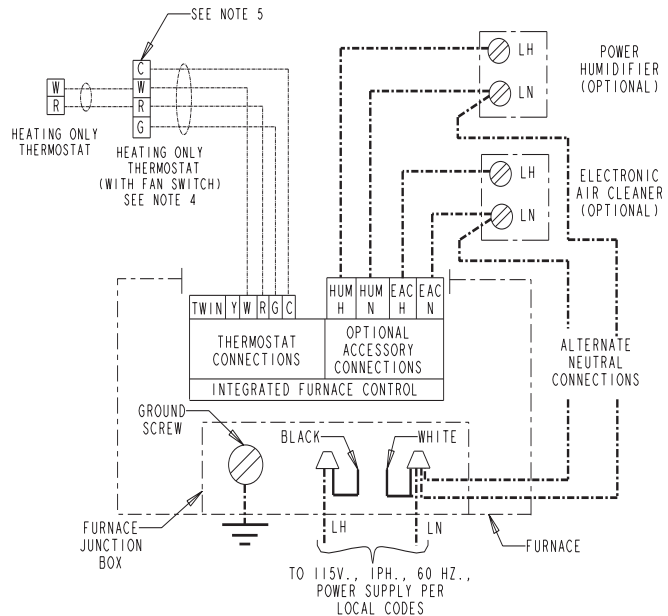 SEE NOTE 5
C
W
R
G
W
R
HEATING ONLY
THERMOSTAT
HEATING ONLY
THERMOSTAT
(WITH FAN SWITCH)
SEE NOTE 4
LH
LN
POWER
HUMIDIFIER
(OPTIONAL)
LH
LN
ELECTRONIC
AIR CLEANER
(OPTIONAL)
TWIN Y W R G C
HUM H
HUM N
EAC H
EAC N
THERMOSTAT
CONNECTIONS
OPTIONAL
ACCESSORY
CONNECTIONS
INTEGRATED FURNACE CONTROL
ALTERNATE
NEUTRAL
CONNECTIONS
GROUND
SCREW
BLACK
WHITE
LH
LN
FURNACE
JUNCTION
BOX
FURNACE
TO 115V., 1PH., 60 HZ.,
POWER SUPPLY PER
LOCAL CODES